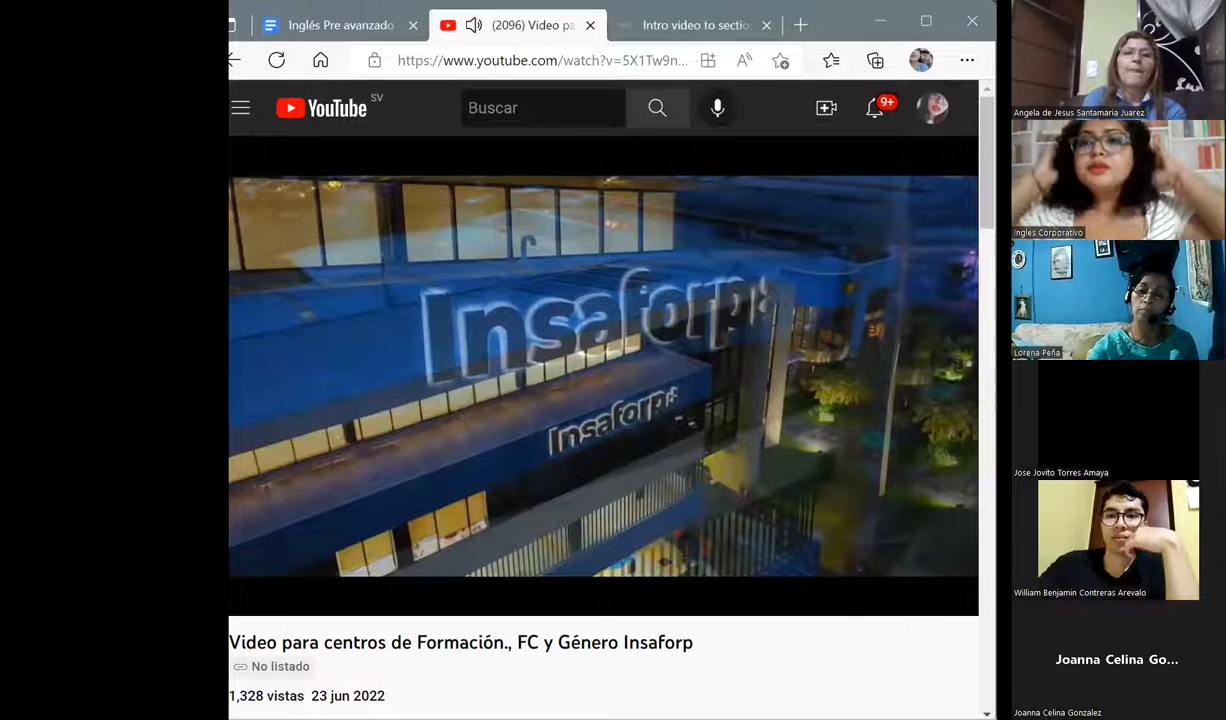 Inglés Pre avanzado
(2096) Video pa
Intro video to sectio
https://www.youtube.com/watch?v=5X1Tw9n...
YouTube SV
Buscar
9+
Insaforp
Insaforp
Video para centros de Formación., FC y Género Insaforp
No listado
1,328 vistas 23 jun 2022
Angela de Jesus Santamaria Juarez
Ingles Corporativo
Lorena Peña
Jose Jovito Torres Amaya
William Benjamin Contreras Arevalo
Joanna Celina Go...
Joanna Celina Gonzalez